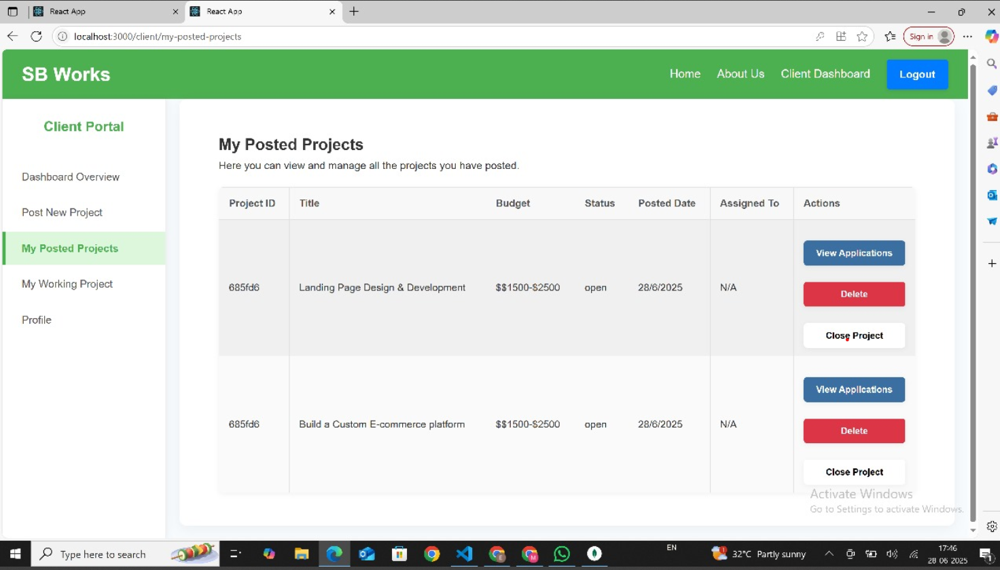 React App
React App
localhost:3000/client/my-posted-projects
Sign in
SB Works
Home About Us Client Dashboard Logout
Client Portal
Dashboard Overview
Post New Project
My Posted Projects
My Working Project
Profile
My Posted Projects
Here you can view and manage all the projects you have posted.
Project ID Title Budget Status Posted Date Assigned To Actions
685fd6 Landing Page Design & Development $$1500-$2500 open 28/6/2025 N/A
View Applications
Delete
Close Project
685fd6 Build a Custom E-commerce platform $$1500-$2500 open 28/6/2025 N/A
View Applications
Delete
Close Project
Activate Windows
Go to Settings to activate Windows.
Type here to search
EN
32°C Partly sunny
17:46
28-06-2025
1